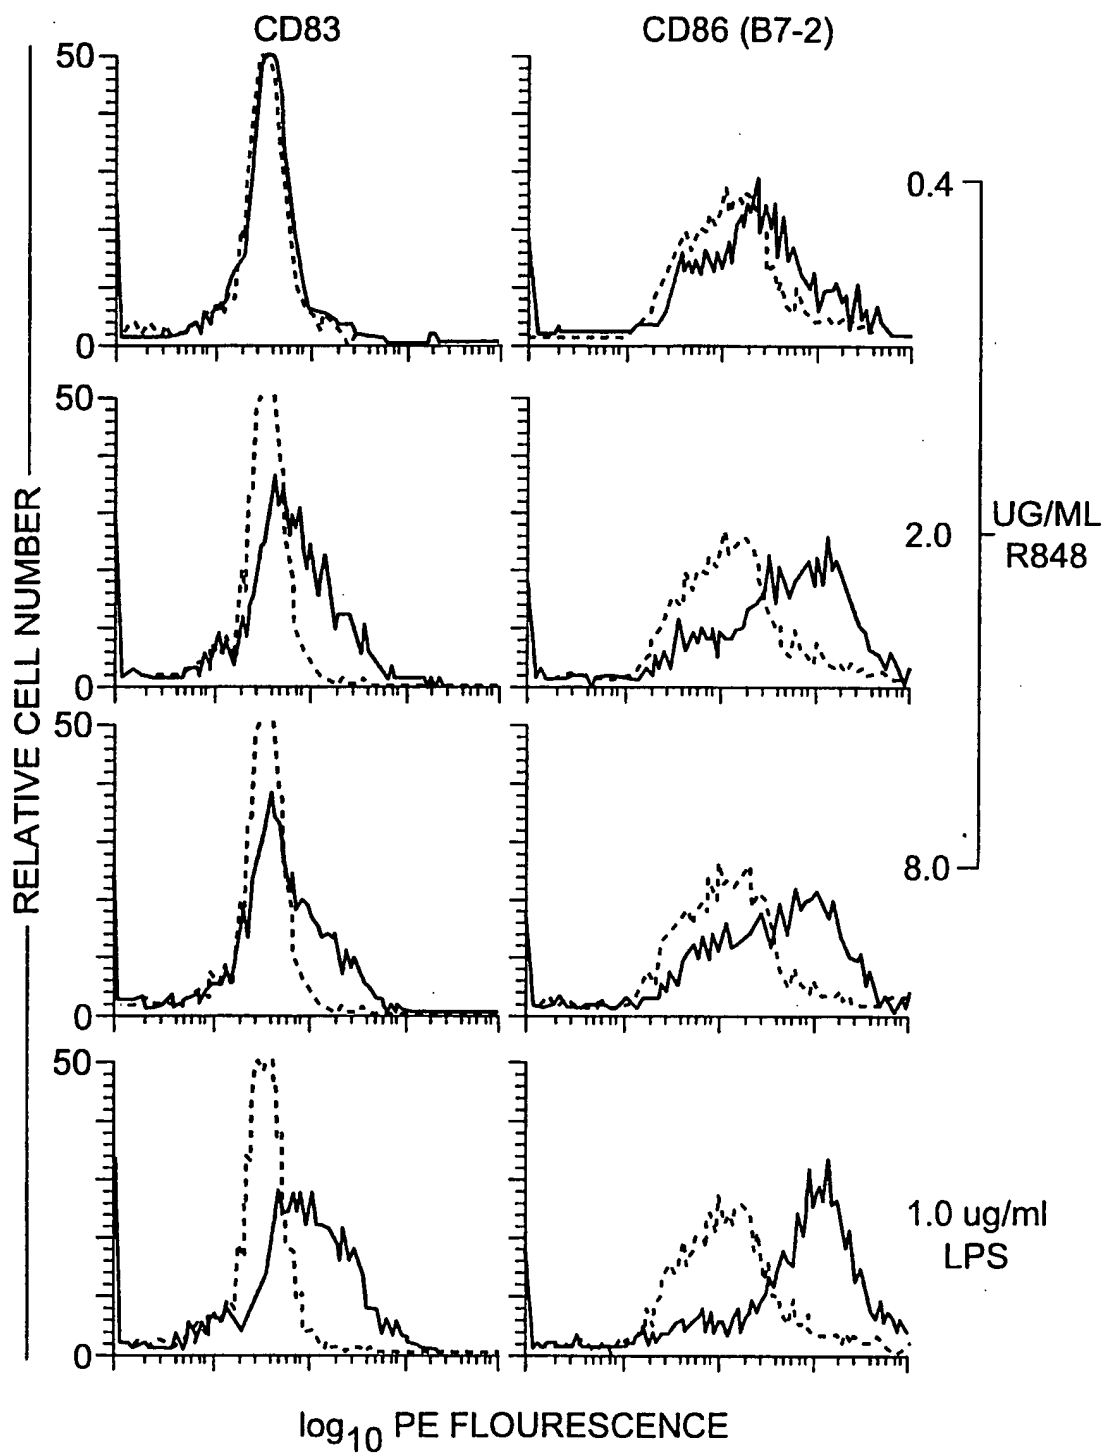 CD83
CD86 (B7-2)
RELATIVE CELL NUMBER
50
0
0.4
50
0
2.0
UG/ML
R848
50
0
8.0
50
0
1.0 ug/ml
LPS
log10 PE FLOURESCENCE